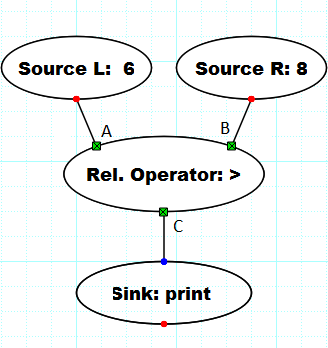 Source L: 6
Source R: 8
A
B
Rel. Operator: >
C
Sink: print